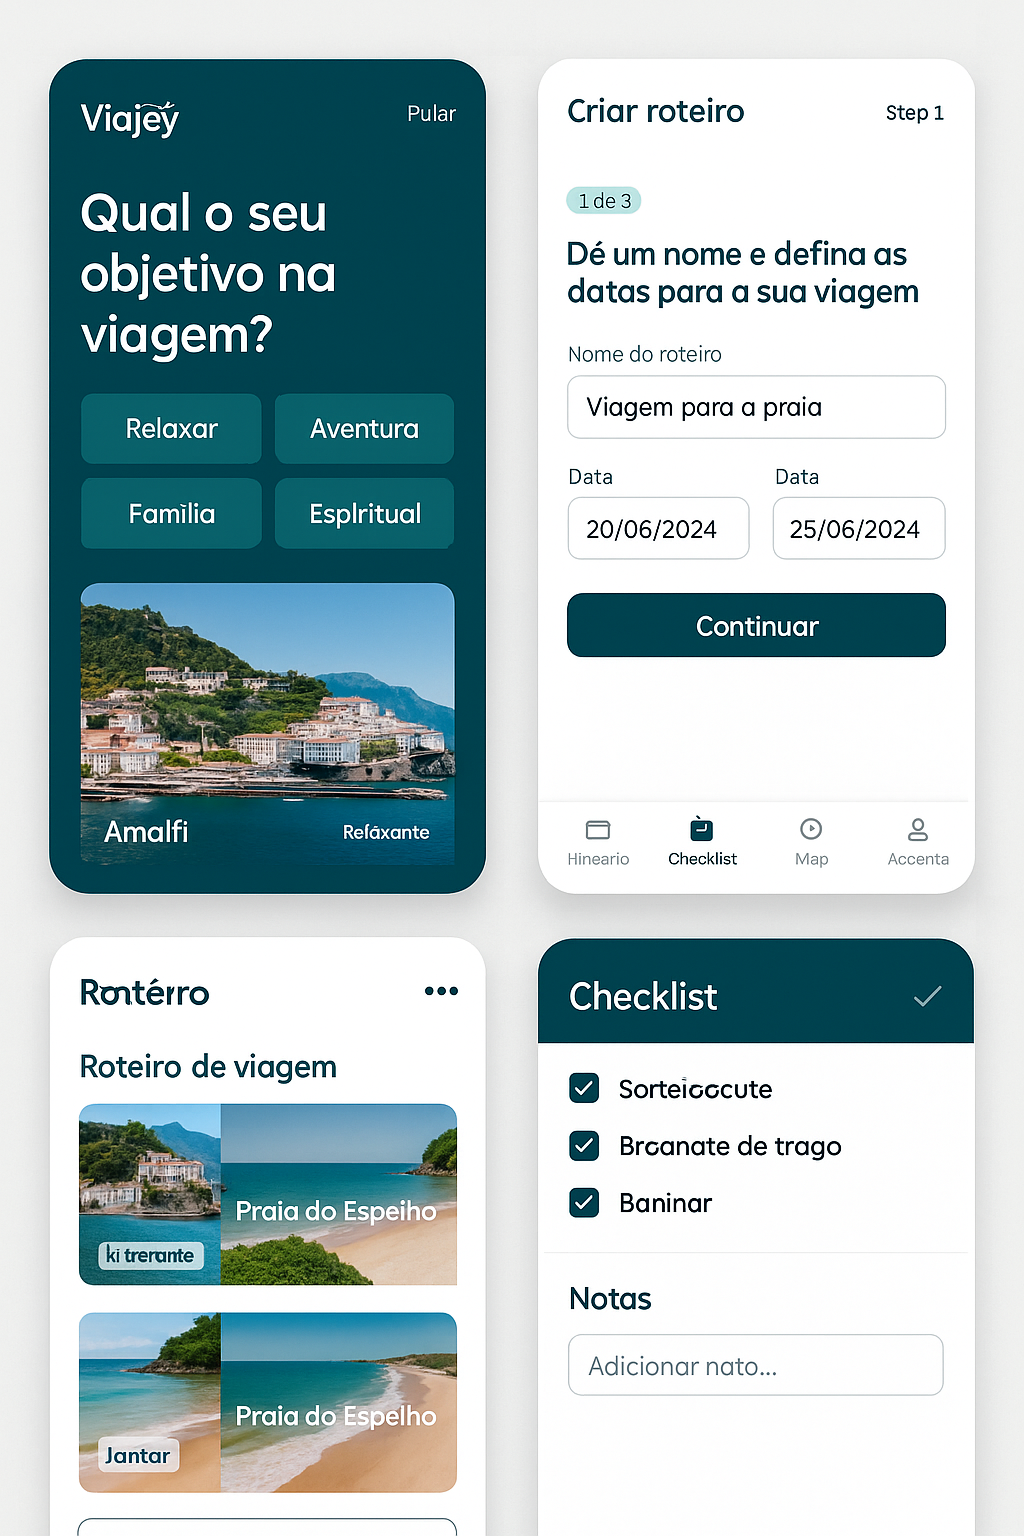 Viajey
Pular
Qual o seu
objetivo na
viagem?
Relaxar
Aventura
Família
Esplritual
Amalfi
Refáxante
Criar roteiro
Step 1
1 de 3
Dé um nome e defina as
datas para a sua viagem
Nome do roteiro
Viagem para a praia
Data
Data
20/06/2024
25/06/2024
Continuar
Hineario
Checklist
Map
Accenta
Rontérro
Roteiro de viagem
Praia do Espeiho
ki trerante
Praia do Espelho
Jantar
Checklist
Brcanate de trago
Baninar
Notas
Adicionar nato...